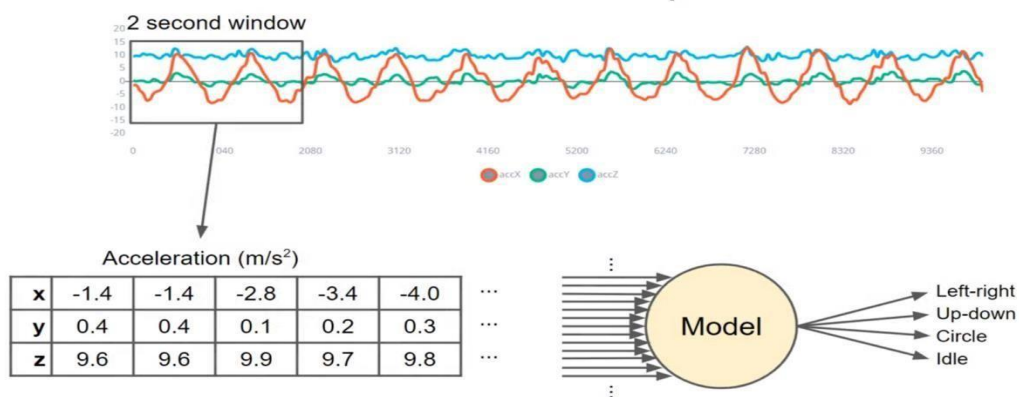 2 second window
20
15
10
5
0
-5
-10
-15
-20
0 040 2080 3120 4160 5200 6240 7280 8320 9360
accX accY accZ
Acceleration (m/s²)
x -1.4 -1.4 -2.8 -3.4 -4.0 ...
y 0.4 0.4 0.1 0.2 0.3 ...
z 9.6 9.6 9.9 9.7 9.8 ...
Model
Left-right
Up-down
Circle
Idle